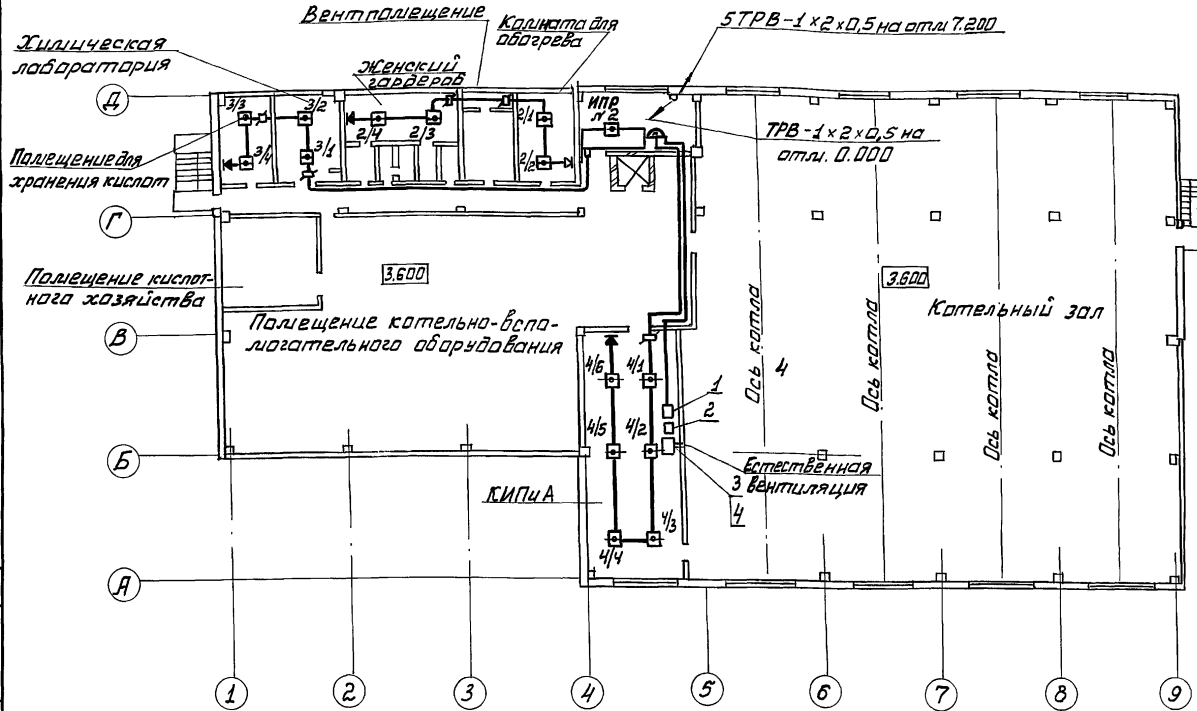 Вентпомещение
Комната для
обогрева
5ТРВ-1×2×0,5 на отм 7.200
Химическая
лаборатория
Женский
гардероб
Д
3/3
3/2
2/4
2/3
2/1
ИПР
№2
ТРВ-1×2×0,5 на
отм. 0.000
Помещение для
хранения кислот
3/4
3/1
2/2
Г
Помещение кислот-
ного хозяйства
3.600
3.600
Котельный зал
В
Помещение котельно-вспо-
могательного оборудования
Ось котла
4
Ось котла
Ось котла
Ось котла
4/6
4/1
1
2
4/5
4/2
Б
Естественная
вентиляция
3
4
КИПиА
4/3
4/4
А
1
2
3
4
5
6
7
8
9